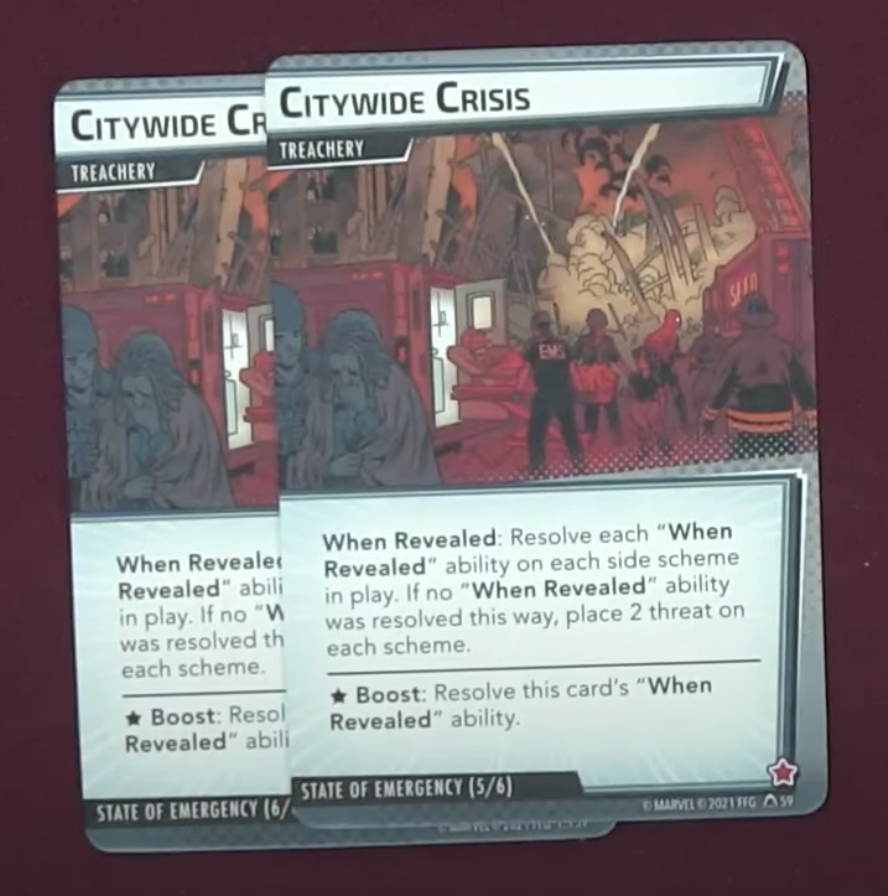 CITYWIDE CR
TREACHERY
When Revealed
Revealed" abili
in play. If no "W
was resolved th
each scheme.
★ Boost: Resol
Revealed" abili
STATE OF EMERGENCY (6/
CITYWIDE CRISIS
TREACHERY
EMS
When Revealed: Resolve each "When
Revealed" ability on each side scheme
in play. If no "When Revealed" ability
was resolved this way, place 2 threat on
each scheme.
★ Boost: Resolve this card's "When
Revealed" ability.
STATE OF EMERGENCY (5/6)
© MARVEL © 2021 FFG 59